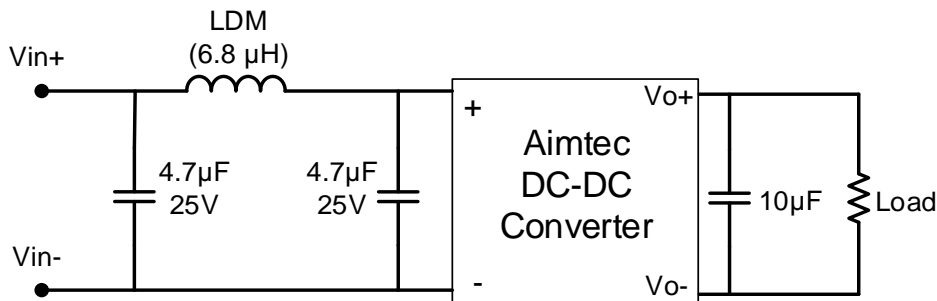 LDM
(6.8 µH)
Vin+
Vo+
+
Aimtec
DC-DC
Converter
4.7µF
25V
4.7µF
25V
10µF
Load
Vin-
-
Vo-